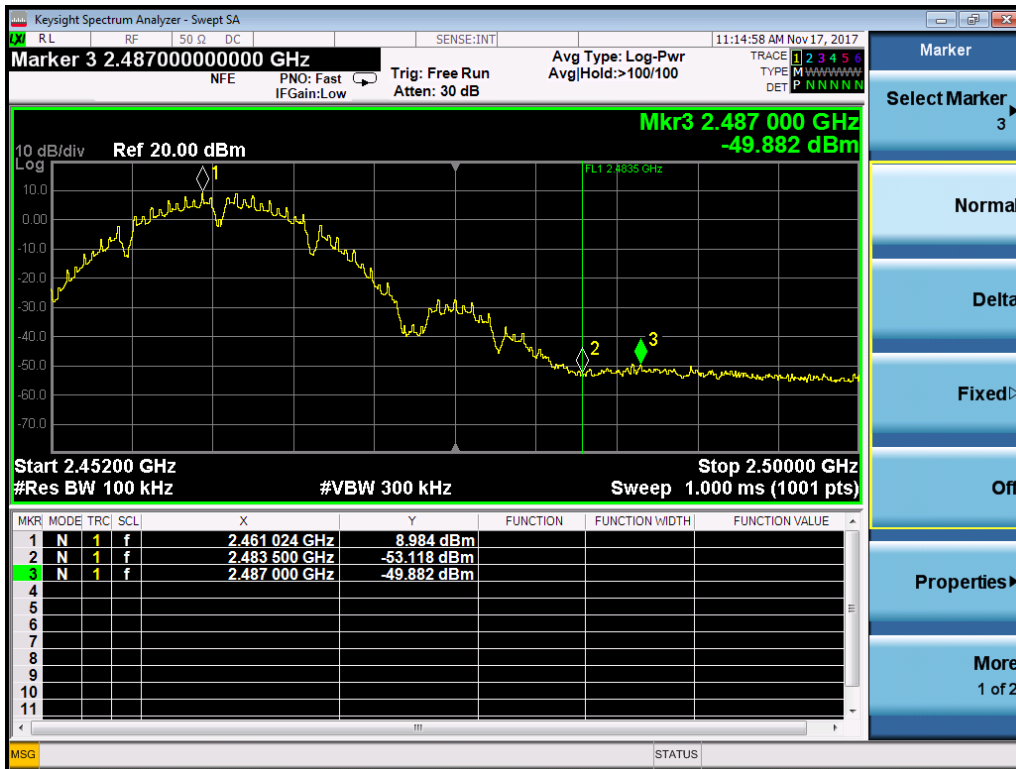 Keysight Spectrum Analyzer - Swept SA
LXI RL RF 50 Ω DC SENSE:INT 11:14:58 AM Nov 17, 2017
Marker 3 2.487000000000 GHz
NFE PNO: Fast IFGain:Low
Trig: Free Run
Atten: 30 dB
Avg Type: Log-Pwr
Avg|Hold:>100/100
TRACE 1 2 3 4 5 6
TYPE M W W W W W
DET P N N N N N
Mkr3 2.487 000 GHz
-49.882 dBm
10 dB/div Ref 20.00 dBm
Log
FL1 2.4835 GHz
1
10.0
0.00
-10.0
-20.0
-30.0
-40.0
2
3
-50.0
-60.0
-70.0
Start 2.45200 GHz Stop 2.50000 GHz
#Res BW 100 kHz #VBW 300 kHz Sweep 1.000 ms (1001 pts)
MKR MODE TRC SCL X Y FUNCTION FUNCTION WIDTH FUNCTION VALUE
1 N 1 f 2.461 024 GHz 8.984 dBm
2 N 1 f 2.483 500 GHz -53.118 dBm
3 N 1 f 2.487 000 GHz -49.882 dBm
4
5
6
7
8
9
10
11
MSG STATUS
Marker
Select Marker
3
Normal
Delta
Fixed
Off
Properties
More
1 of 2